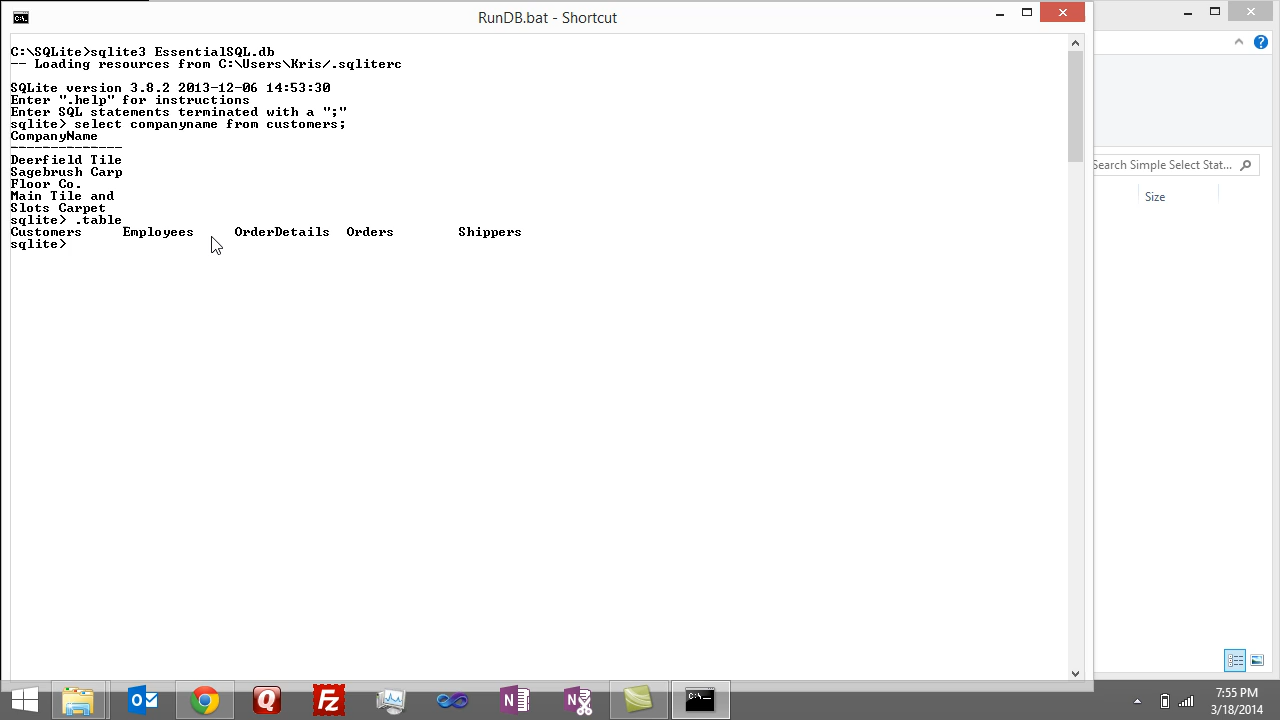 RunDB.bat - Shortcut
C:\SQLite>sqlite3 EssentialSQL.db
-- Loading resources from C:\Users\Kris/.sqliterc
SQLite version 3.8.2 2013-12-06 14:53:30
Enter ".help" for instructions
Enter SQL statements terminated with a ";"
sqlite> select companyname from customers;
CompanyName
--------------
Deerfield Tile
Sagebrush Carp
Floor Co.
Main Tile and
Slots Carpet
sqlite> .table
Customers Employees OrderDetails Orders Shippers
sqlite>
Search Simple Select Stat...
Size
7:55 PM
3/18/2014